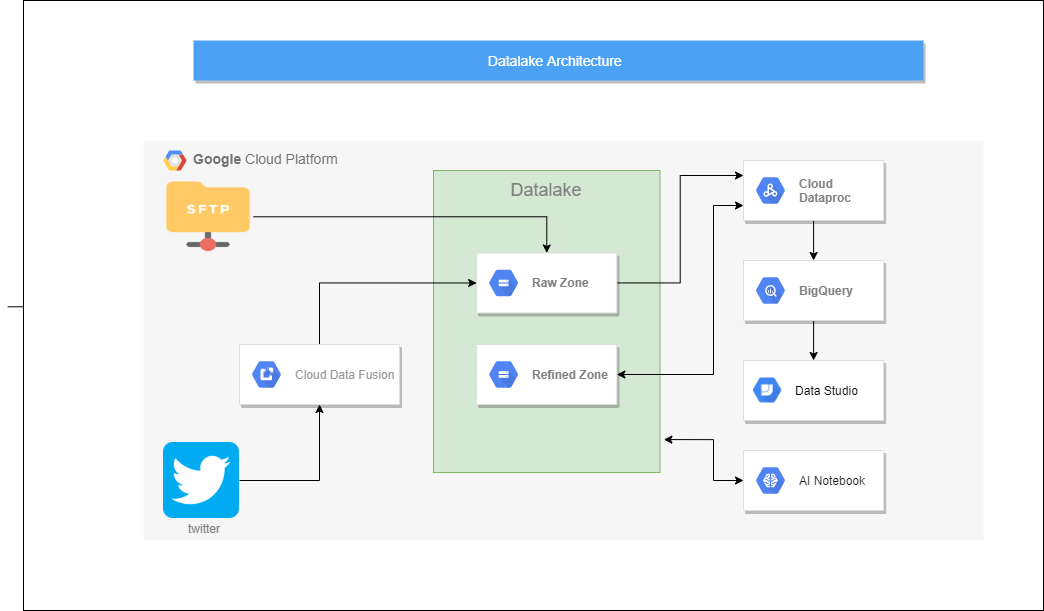 Datalake Architecture
Google Cloud Platform
SFTP
Datalake
Cloud
Dataproc
Raw Zone
BigQuery
Cloud Data Fusion
Refined Zone
Data Studio
AI Notebook
twitter